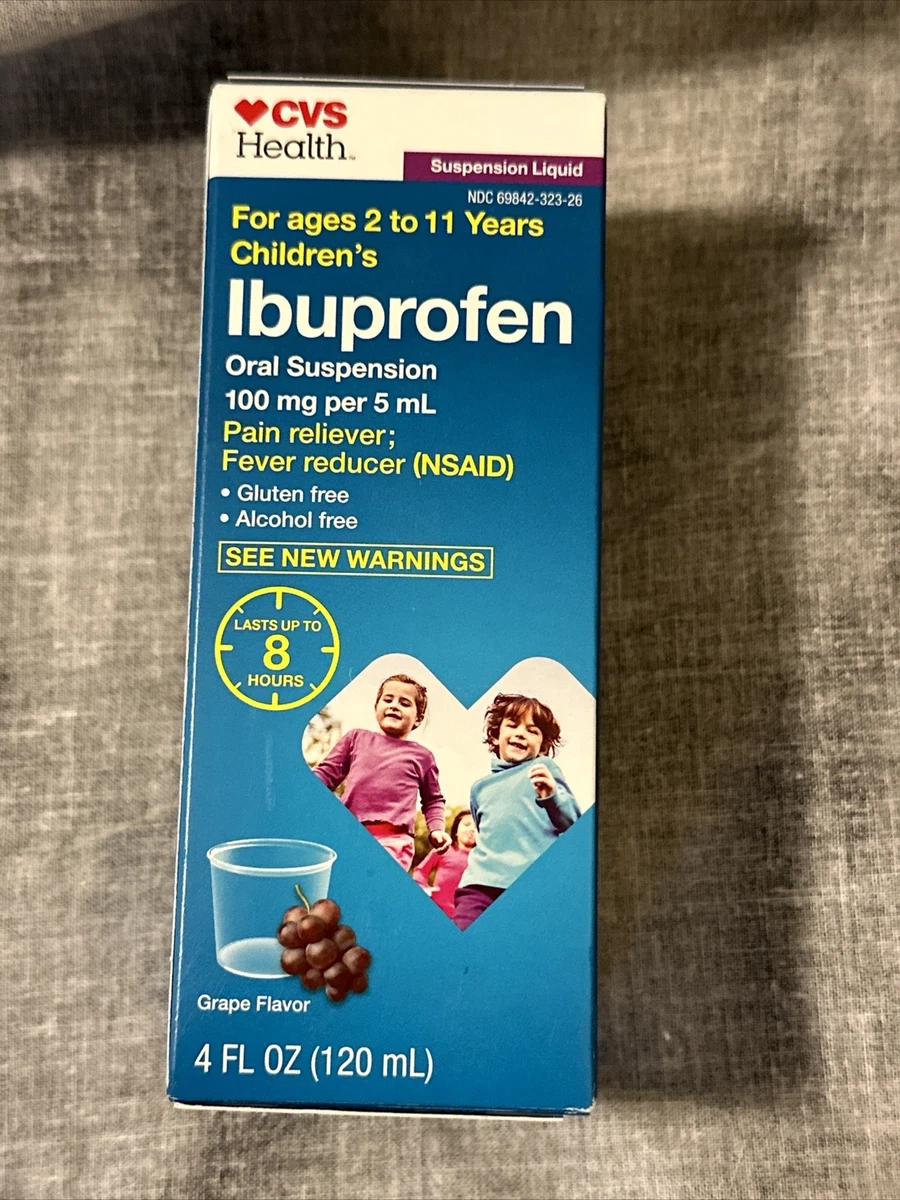 CVS
Health™
Suspension Liquid
NDC 69842-323-26
For ages 2 to 11 Years
Children's
Ibuprofen
Oral Suspension
100 mg per 5 mL
Pain reliever;
Fever reducer (NSAID)
• Gluten free
• Alcohol free
SEE NEW WARNINGS
LASTS UP TO
8
HOURS
Grape Flavor
4 FL OZ (120 mL)